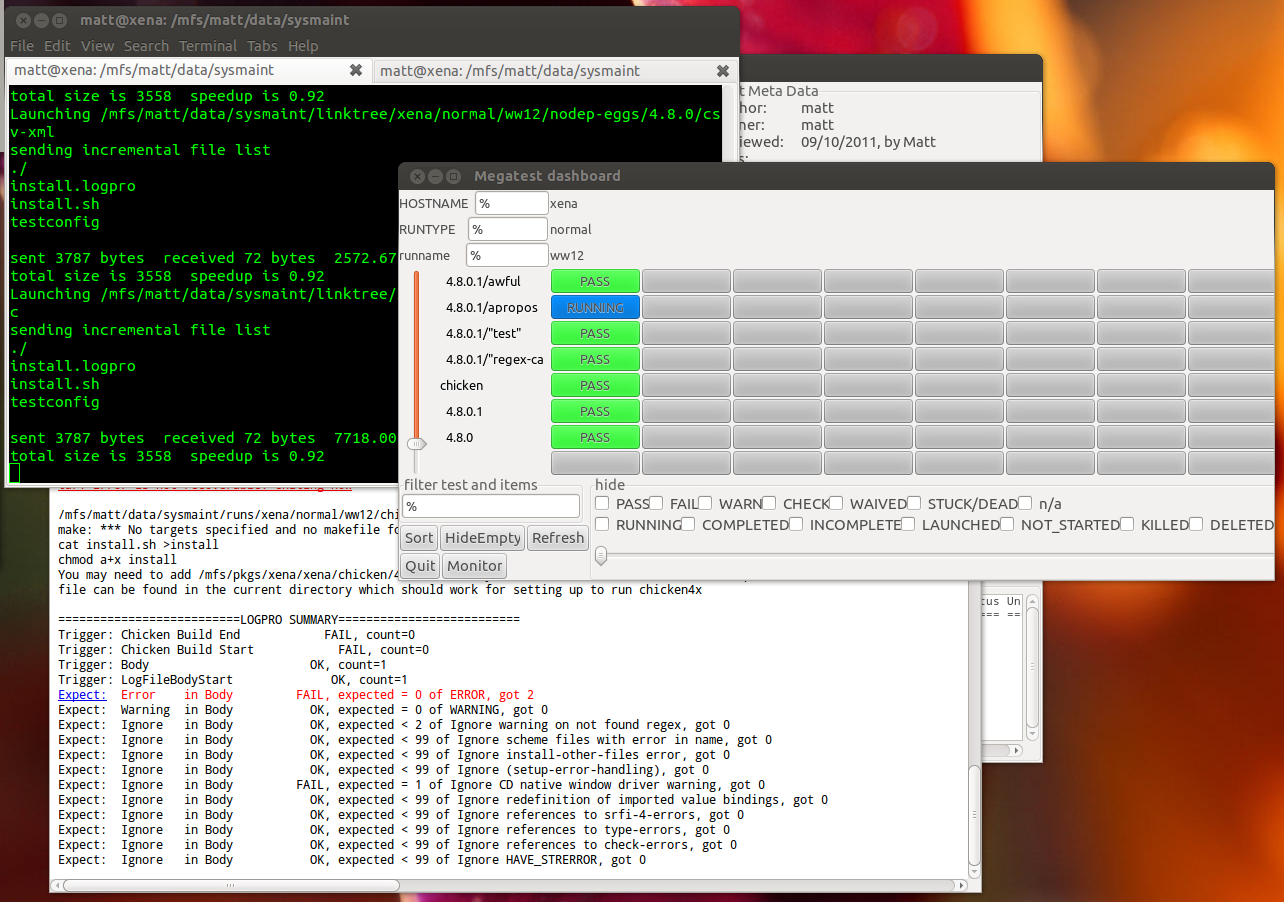 matt@xena: /mfs/matt/data/sysmaint
File Edit View Search Terminal Tabs Help
matt@xena: /mfs/matt/data/sysmaint
matt@xena: /mfs/matt/data/sysmaint
total size is 3558  speedup is 0.92
Launching /mfs/matt/data/sysmaint/linktree/xena/normal/ww12/nodep-eggs/4.8.0/cs
v-xml
sending incremental file list
./
install.logpro
install.sh
testconfig
sent 3787 bytes  received 72 bytes  2572.67
total size is 3558  speedup is 0.92
Launching /mfs/matt/data/sysmaint/linktree/
c
sending incremental file list
./
install.logpro
install.sh
testconfig
sent 3787 bytes  received 72 bytes  7718.00
total size is 3558  speedup is 0.92
t Meta Data
hor: matt
ner: matt
iewed: 09/10/2011, by Matt
Megatest dashboard
HOSTNAME % xena
RUNTYPE % normal
runname % ww12
4.8.0.1/awful PASS
4.8.0.1/apropos RUNNING
4.8.0.1/"test" PASS
4.8.0.1/"regex-ca PASS
chicken PASS
4.8.0.1 PASS
4.8.0 PASS
filter test and items
%
Sort HideEmpty Refresh
Quit Monitor
hide
PASS FAIL WARN CHECK WAIVED STUCK/DEAD n/a
RUNNING COMPLETED INCOMPLETE LAUNCHED NOT_STARTED KILLED DELETED
/mfs/matt/data/sysmaint/runs/xena/normal/ww12/chi
make: *** No targets specified and no makefile fo
cat install.sh >install
chmod a+x install
You may need to add /mfs/pkgs/xena/xena/chicken/4
file can be found in the current directory which should work for setting up to run chicken4x
==========================LOGPRO SUMMARY==========================
Trigger: Chicken Build End            FAIL, count=0
Trigger: Chicken Build Start            FAIL, count=0
Trigger: Body                       OK, count=1
Trigger: LogFileBodyStart              OK, count=1
Expect:  Error    in Body         FAIL, expected = 0 of ERROR, got 2
Expect:  Warning  in Body           OK, expected = 0 of WARNING, got 0
Expect:  Ignore   in Body           OK, expected < 2 of Ignore warning on not found regex, got 0
Expect:  Ignore   in Body           OK, expected < 99 of Ignore scheme files with error in name, got 0
Expect:  Ignore   in Body           OK, expected < 99 of Ignore install-other-files error, got 0
Expect:  Ignore   in Body           OK, expected < 99 of Ignore (setup-error-handling), got 0
Expect:  Ignore   in Body         FAIL, expected = 1 of Ignore CD native window driver warning, got 0
Expect:  Ignore   in Body           OK, expected < 99 of Ignore redefinition of imported value bindings, got 0
Expect:  Ignore   in Body           OK, expected < 99 of Ignore references to srfi-4-errors, got 0
Expect:  Ignore   in Body           OK, expected < 99 of Ignore references to type-errors, got 0
Expect:  Ignore   in Body           OK, expected < 99 of Ignore references to check-errors, got 0
Expect:  Ignore   in Body           OK, expected < 99 of Ignore HAVE_STRERROR, got 0
tus Un
=== ==